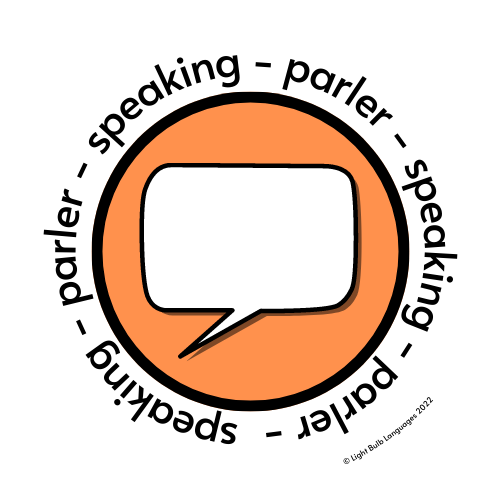 speaking - parler - speaking - parler - speaking - parler -
© Light Bulb Languages 2022